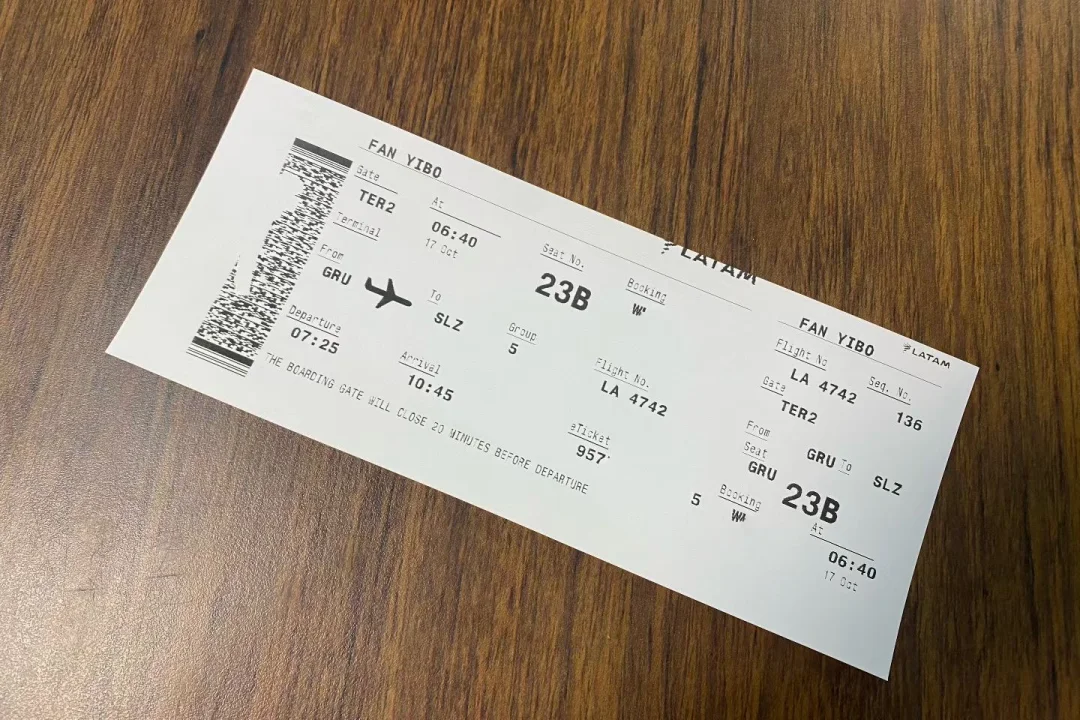 FAN YIBO
Gate
TER2
At
06:40
17 Oct
Terminal
Seat No.
23B
Booking
LATAM
From
GRU
To
SLZ
Group
5
Flight No.
LA 4742
Departure
07:25
Arrival
10:45
eTicket
957
THE BOARDING GATE WILL CLOSE 20 MINUTES BEFORE DEPARTURE
FAN YIBO
LATAM
Flight No
LA 4742
Seq. No.
136
Gate
TER2
From
GRU To SLZ
Seat
GRU
23B
5
Booking
At
06:40
17 Oct